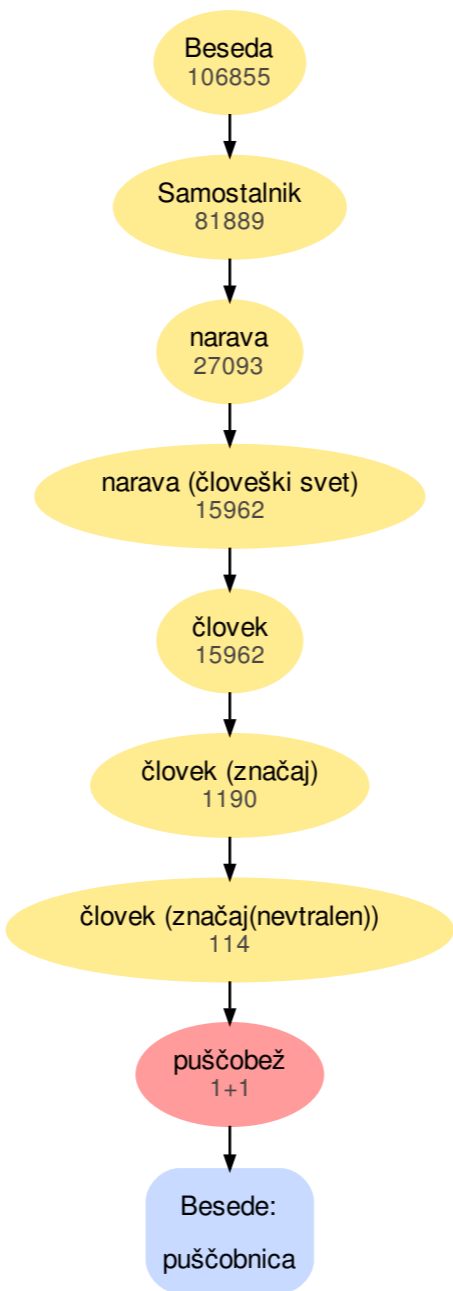 Beseda
106855
Samostalnik
81889
narava
27093
narava (človeški svet)
15962
človek
15962
človek (značaj)
1190
človek (značaj(nevtralen))
114
puščobež
1+1
Besede:
puščobnica